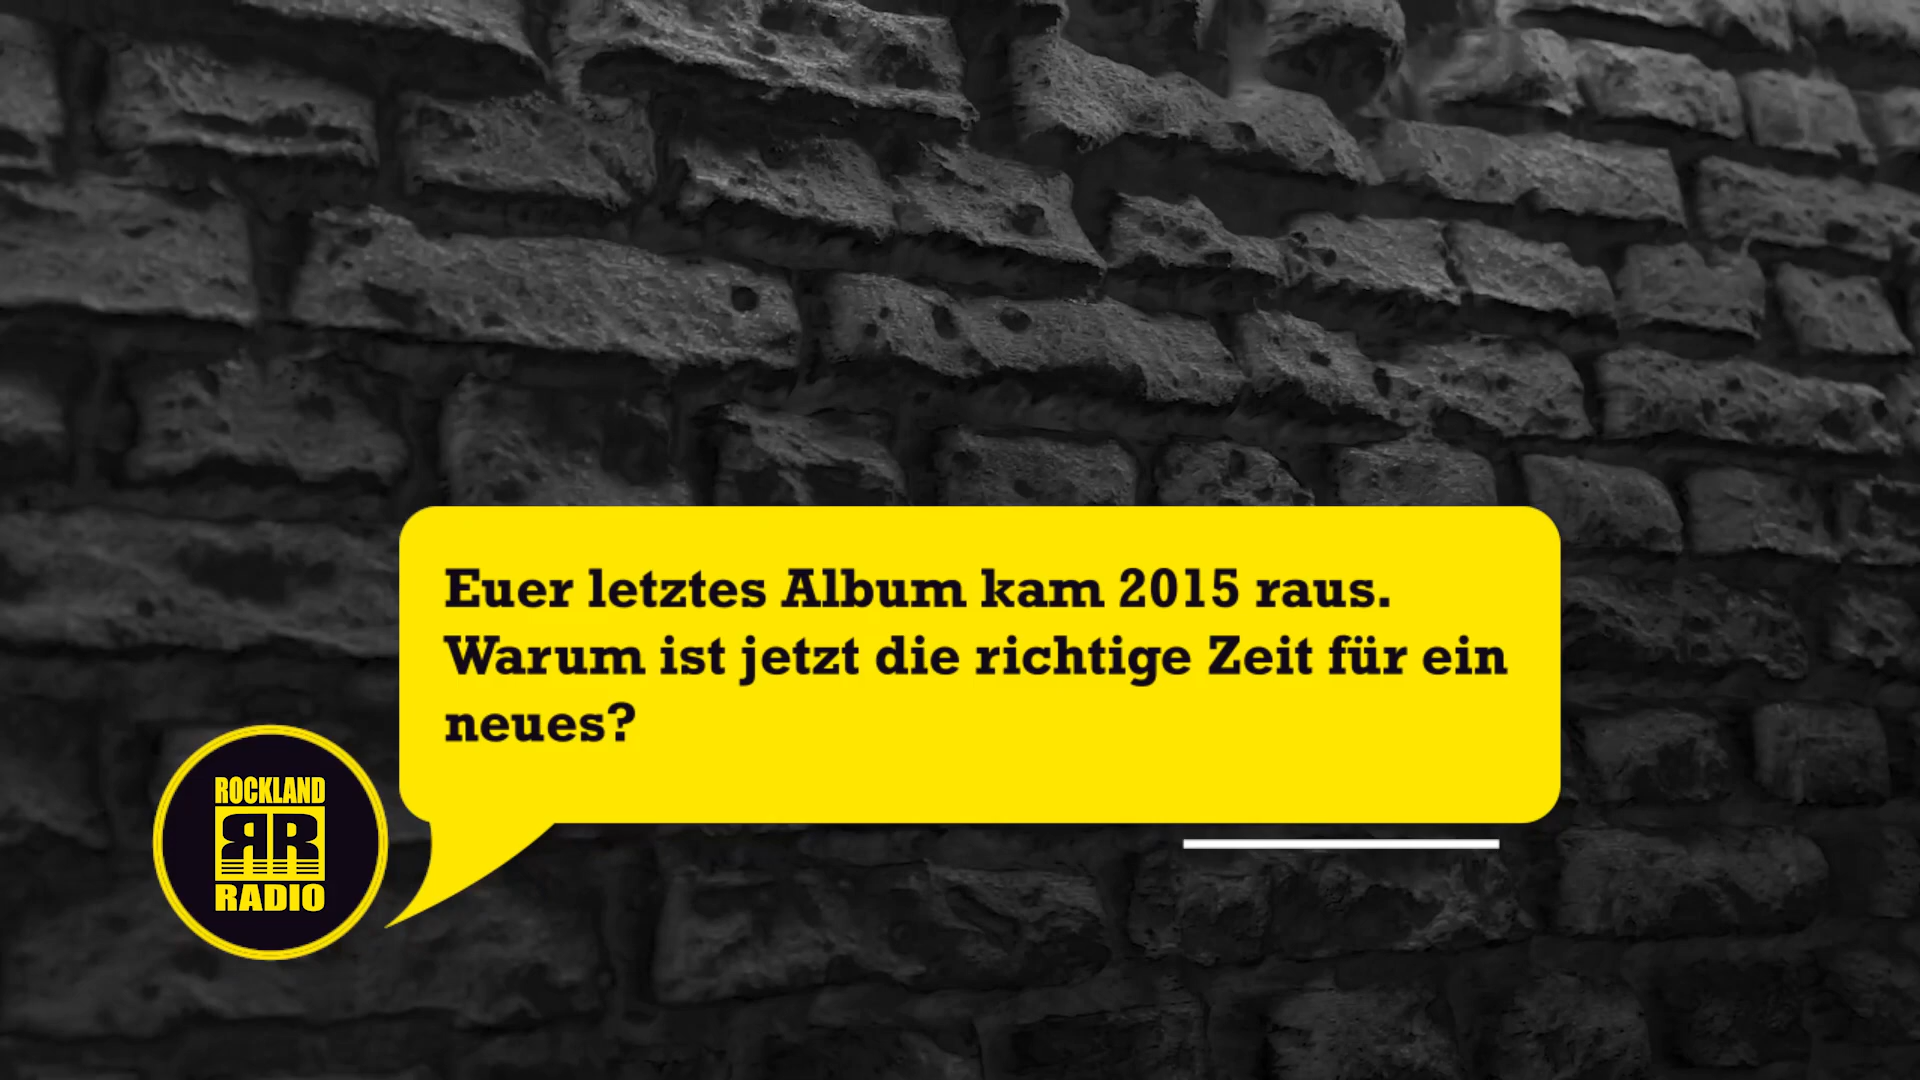 Euer letztes Album kam 2015 raus.
Warum ist jetzt die richtige Zeit für ein
neues?
ROCKLAND
RR
RADIO